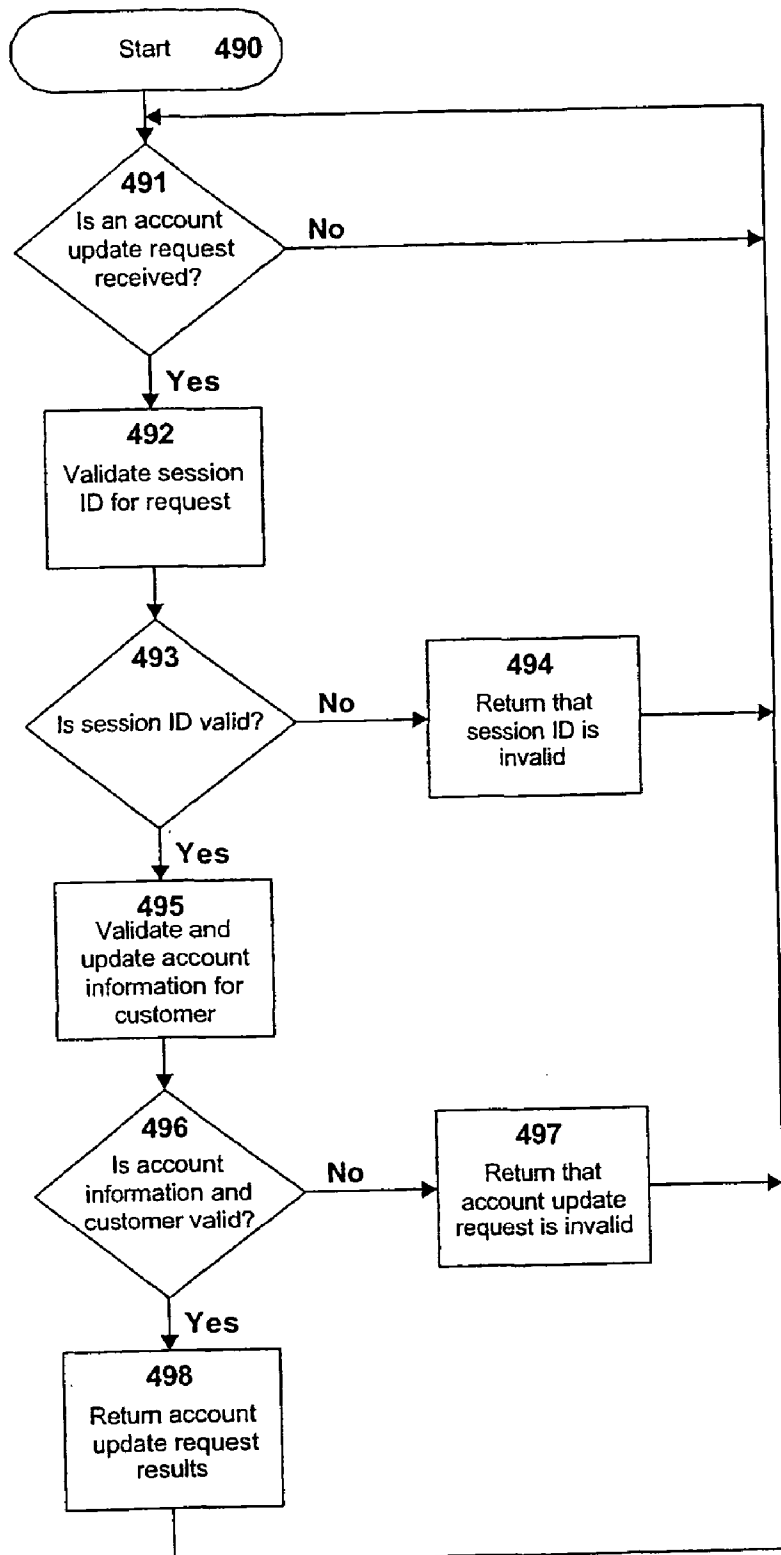 Start 490
491
Is an account
update request
received?
No
Yes
492
Validate session
ID for request
493
Is session ID valid?
No
494
Return that
session ID is
invalid
Yes
495
Validate and
update account
information for
customer
496
Is account
information and
customer valid?
No
497
Return that
account update
request is invalid
Yes
498
Return account
update request
results